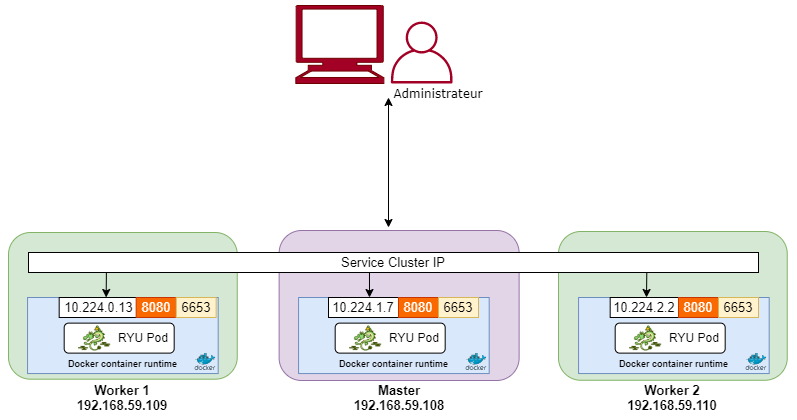 Administrateur
Service Cluster IP
10.224.0.13 8080 6653
10.224.1.7 8080 6653
10.224.2.2 8080 6653
RYU Pod
RYU Pod
RYU Pod
Docker container runtime
Docker container runtime
Docker container runtime
docker
docker
docker
Worker 1
192.168.59.109
Master
192.168.59.108
Worker 2
192.168.59.110